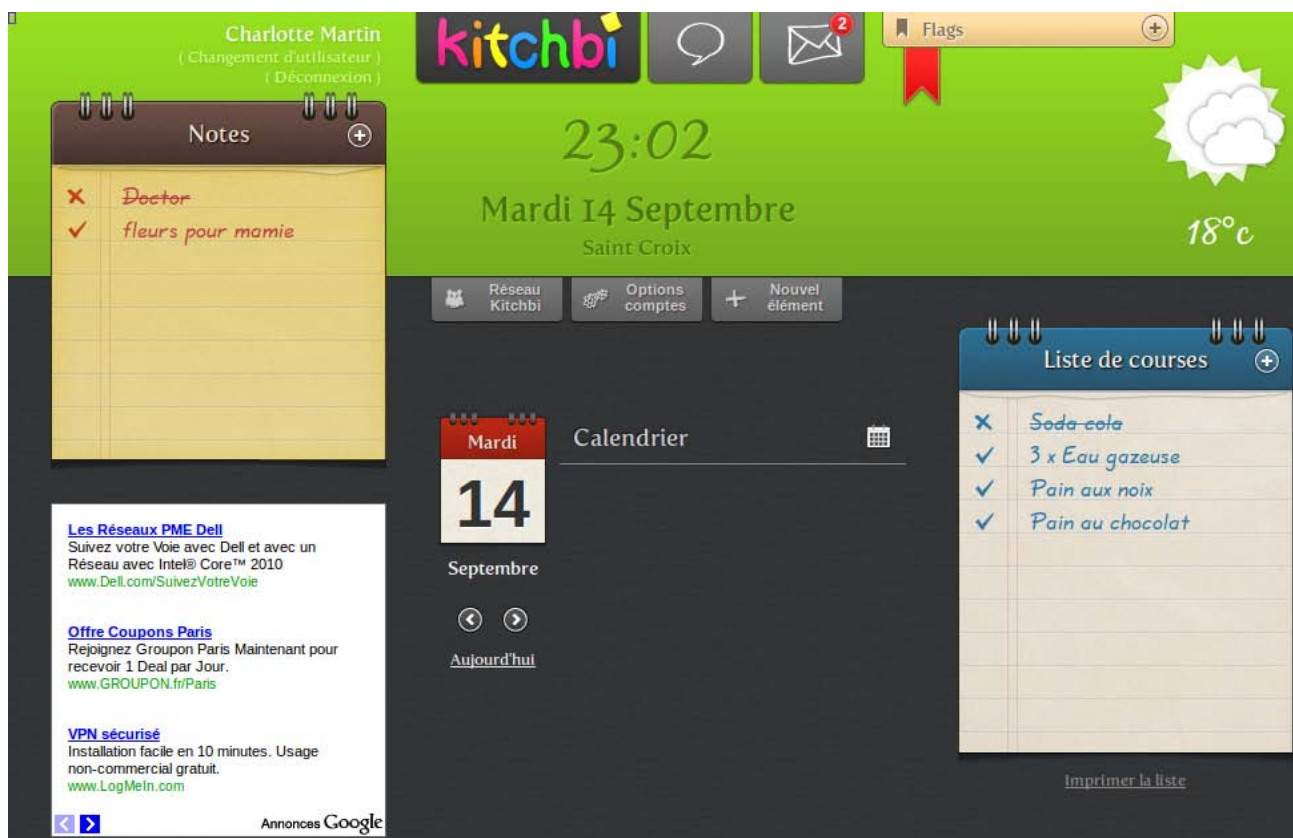 Charlotte Martin
( Changement d'utilisateur )
( Déconnexion )
kitchbi
2
Flags
Notes
Doctor
fleurs pour mamie
23:02
Mardi 14 Septembre
Saint Croix
18°c
Réseau
Kitchbi
Options
comptes
Nouvel
élément
Mardi
14
Septembre
Aujourd'hui
Calendrier
Liste de courses
Soda cola
3 x Eau gazeuse
Pain aux noix
Pain au chocolat
Imprimer la liste
Les Réseaux PME Dell
Suivez votre Voie avec Dell et avec un
Réseau avec Intel® Core™ 2010
www.Dell.com/SuivezVotreVoie
Offre Coupons Paris
Rejoignez Groupon Paris Maintenant pour
recevoir 1 Deal par Jour.
www.GROUPON.fr/Paris
VPN sécurisé
Installation facile en 10 minutes. Usage
non-commercial gratuit.
www.LogMeIn.com
Annonces Google